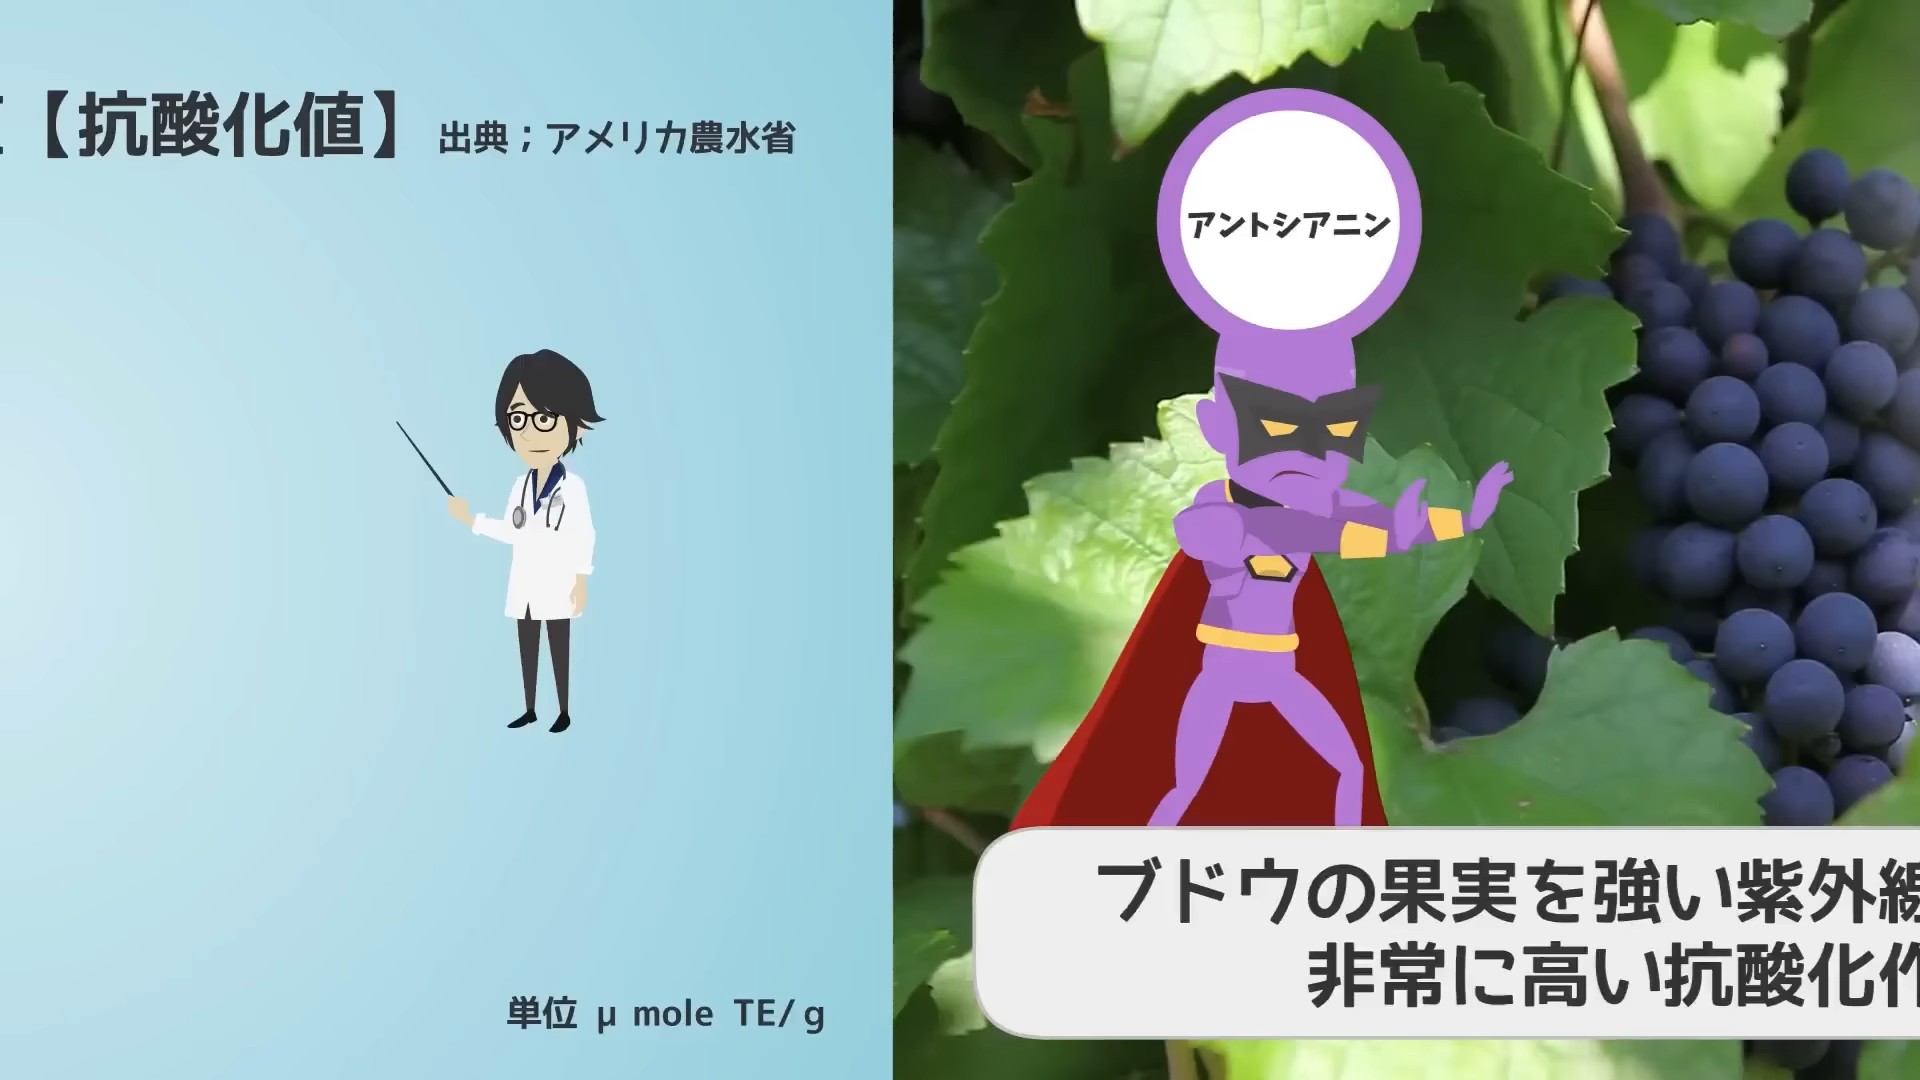 【抗酸化値】 出典；アメリカ農水省
単位 μ mole TE/g
アントシアニン
ブドウの果実を強い紫外線
非常に高い抗酸化作